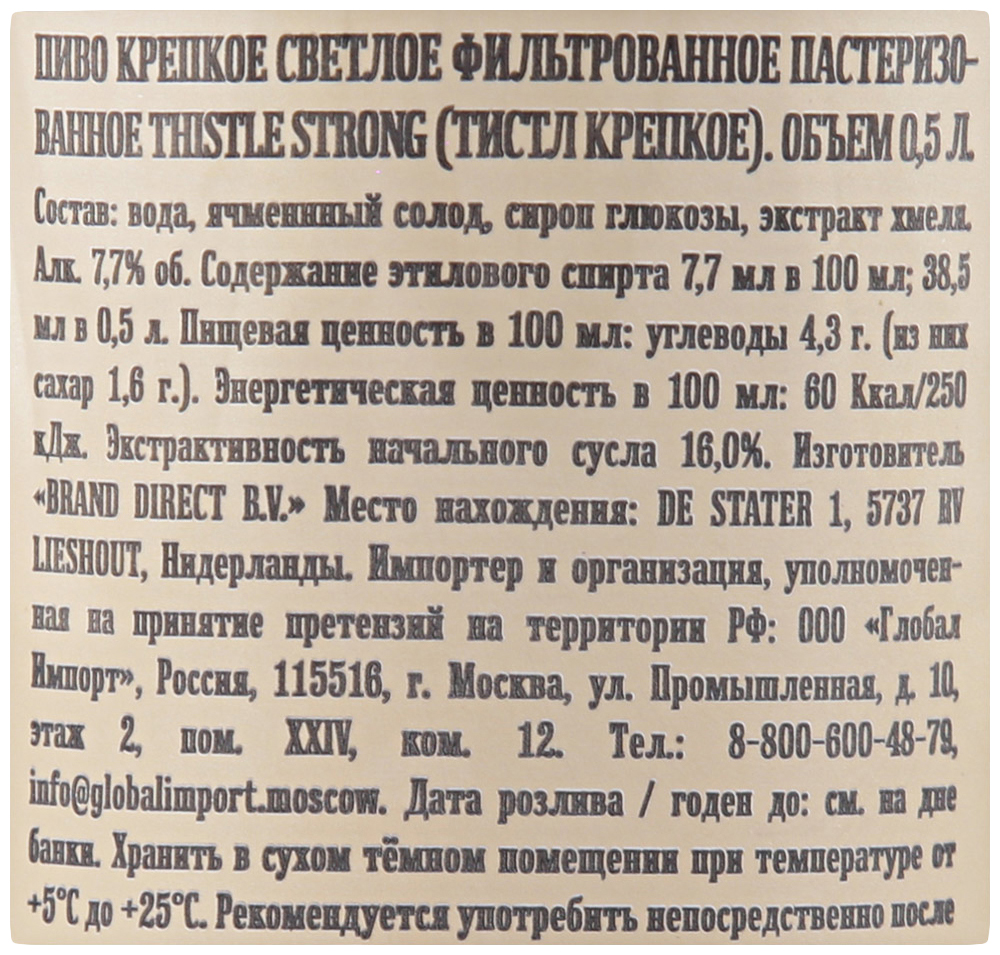 ПИВО КРЕПКОЕ СВЕТЛОЕ ФИЛЬТРОВАННОЕ ПАСТЕРИЗО-
ВАННОЕ THISTLE STRONG (ТИСТЛ КРЕПКОЕ). ОБЪЕМ 0,5 Л.
Состав: вода, ячменный солод, сироп глюкозы, экстракт хмеля.
Алк. 7,7% об. Содержание этилового спирта 7,7 мл в 100 мл; 38,5
мл в 0,5 л. Пищевая ценность в 100 мл: углеводы 4,3 г. (из них
сахар 1,6 г.). Энергетическая ценность в 100 мл: 60 Ккал/250
кДж. Экстрактивность начального сусла 16,0%. Изготовитель
«BRAND DIRECT B.V.» Место нахождения: DE STATER 1, 5737 RV
LIESHOUT, Нидерланды. Импортер и организация, уполномочен-
ная на принятие претензий на территории РФ: ООО «Глобал
Импорт», Россия, 115516, г. Москва, ул. Промышленная, д. 10,
этаж 2, пом. XXIV, ком. 12. Тел.: 8-800-600-48-79,
info@globalimport.moscow. Дата розлива / годен до: см. на дне
банки. Хранить в сухом тёмном помещении при температуре от
+5°С до +25°С. Рекомендуется употребить непосредственно после